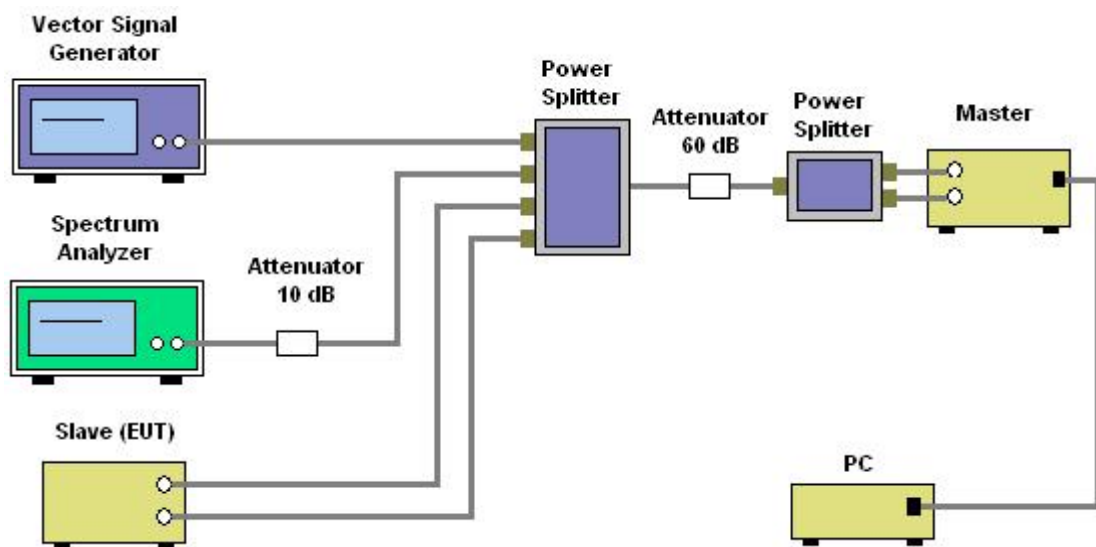 Vector Signal
Generator
Power
Splitter
Attenuator
60 dB
Power
Splitter
Master
Spectrum
Analyzer
Attenuator
10 dB
Slave (EUT)
PC